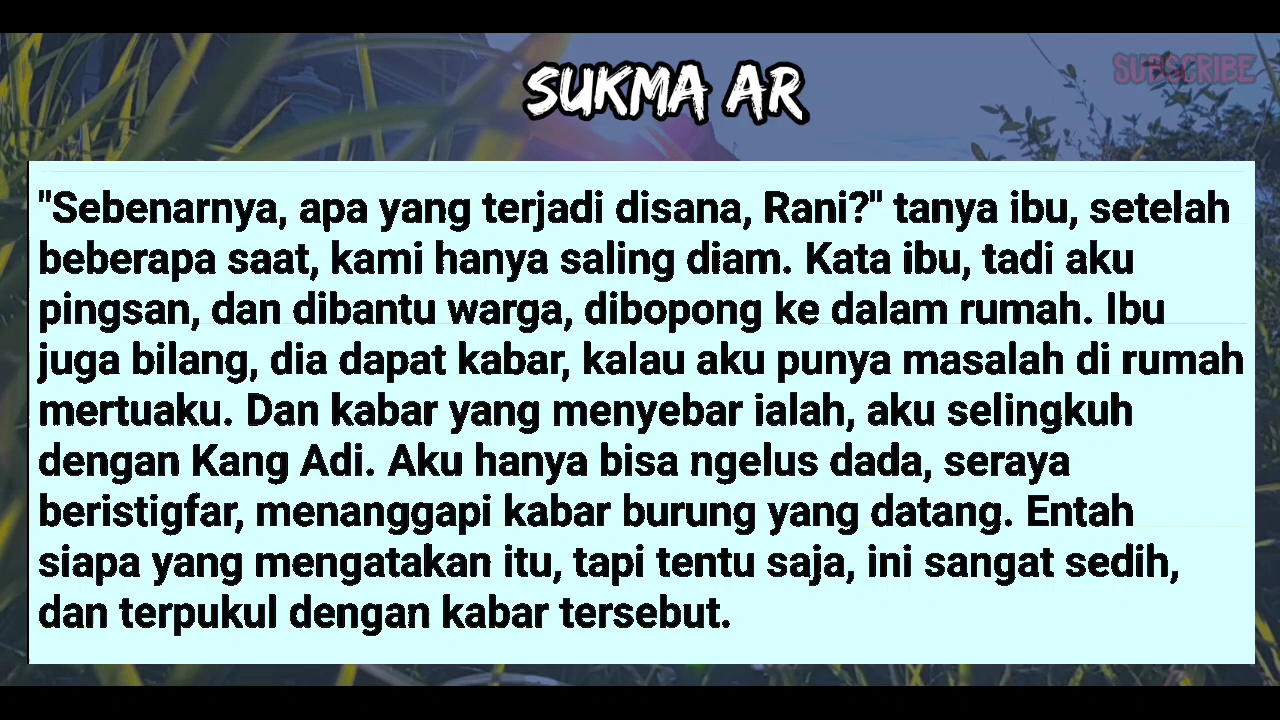 SUKMA AR
SUBSCRIBE
"Sebenarnya, apa yang terjadi disana, Rani?" tanya ibu, setelah
beberapa saat, kami hanya saling diam. Kata ibu, tadi aku
pingsan, dan dibantu warga, dibopong ke dalam rumah. Ibu
juga bilang, dia dapat kabar, kalau aku punya masalah di rumah
mertuaku. Dan kabar yang menyebar ialah, aku selingkuh
dengan Kang Adi. Aku hanya bisa ngelus dada, seraya
beristigfar, menanggapi kabar burung yang datang. Entah
siapa yang mengatakan itu, tapi tentu saja, ini sangat sedih,
dan terpukul dengan kabar tersebut.